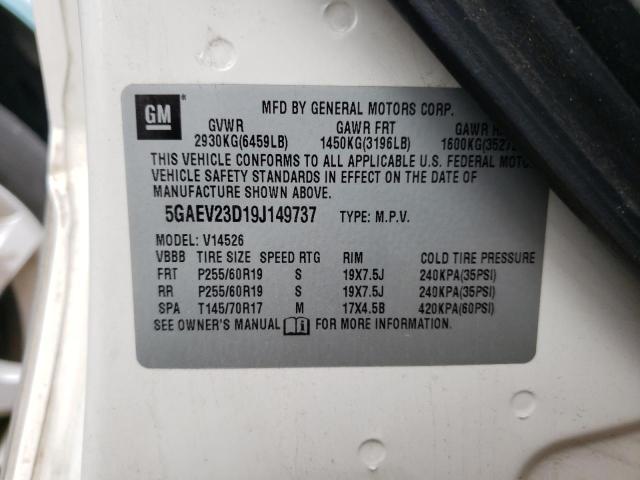 GM ®
MFD BY GENERAL MOTORS CORP.
GVWR GAWR FRT GAWR
2930KG(6459LB) 1450KG(3196LB)
THIS VEHICLE CONFORMS TO ALL APPLICABLE U.S. FEDERAL
VEHICLE SAFETY STANDARDS IN EFFECT ON THE DATE OF
MANUFACTURE SHOWN ABOVE.
5GAEV23D19J149737 TYPE: M.P.V.
MODEL: V14526
VBBB TIRE SIZE SPEED RTG RIM COLD TIRE PRESSURE
FRT P255/60R19 S 19X7.5J 240KPA(35PSI)
RR P255/60R19 S 19X7.5J 240KPA(35PSI)
SPA T145/70R17 M 17X4.5B 420KPA(60PSI)
SEE OWNER'S MANUAL FOR MORE INFORMATION.